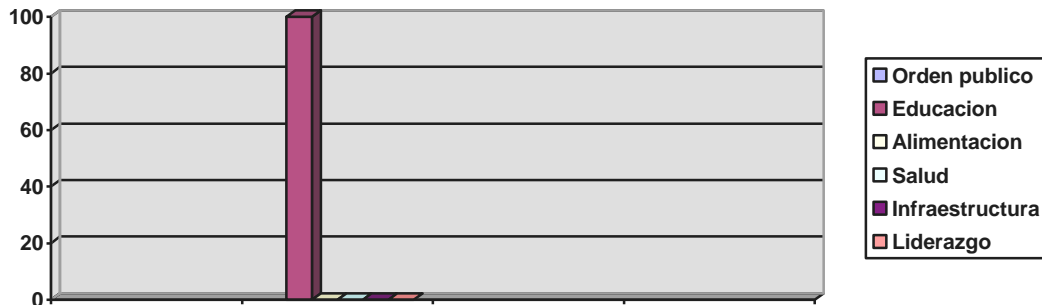 100
80
60
40
20
0
Orden publico
Educacion
Alimentacion
Salud
Infraestructura
Liderazgo